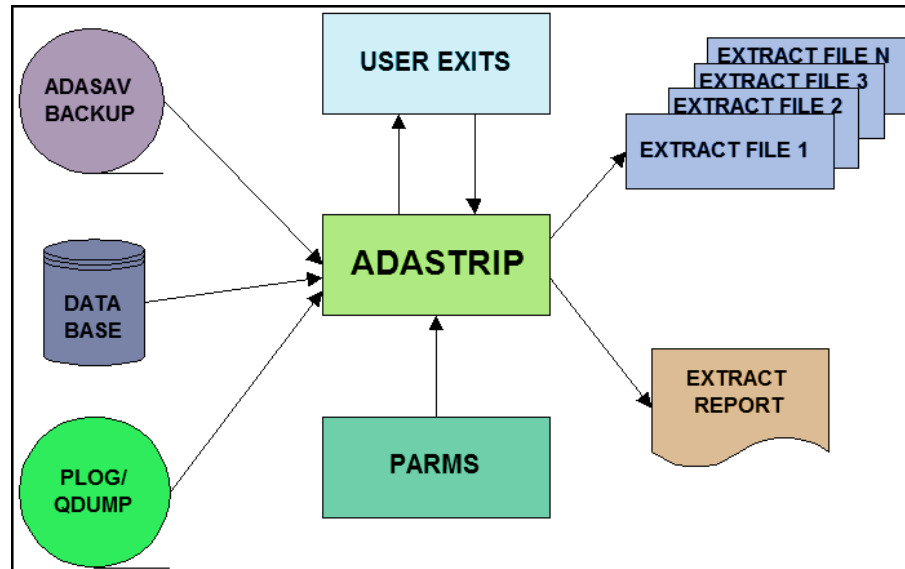 ADASAV
BACKUP
USER EXITS
EXTRACT FILE N
EXTRACT FILE 3
EXTRACT FILE 2
EXTRACT FILE 1
DATA
BASE
ADASTRIP
EXTRACT
REPORT
PLOG/
QDUMP
PARMS